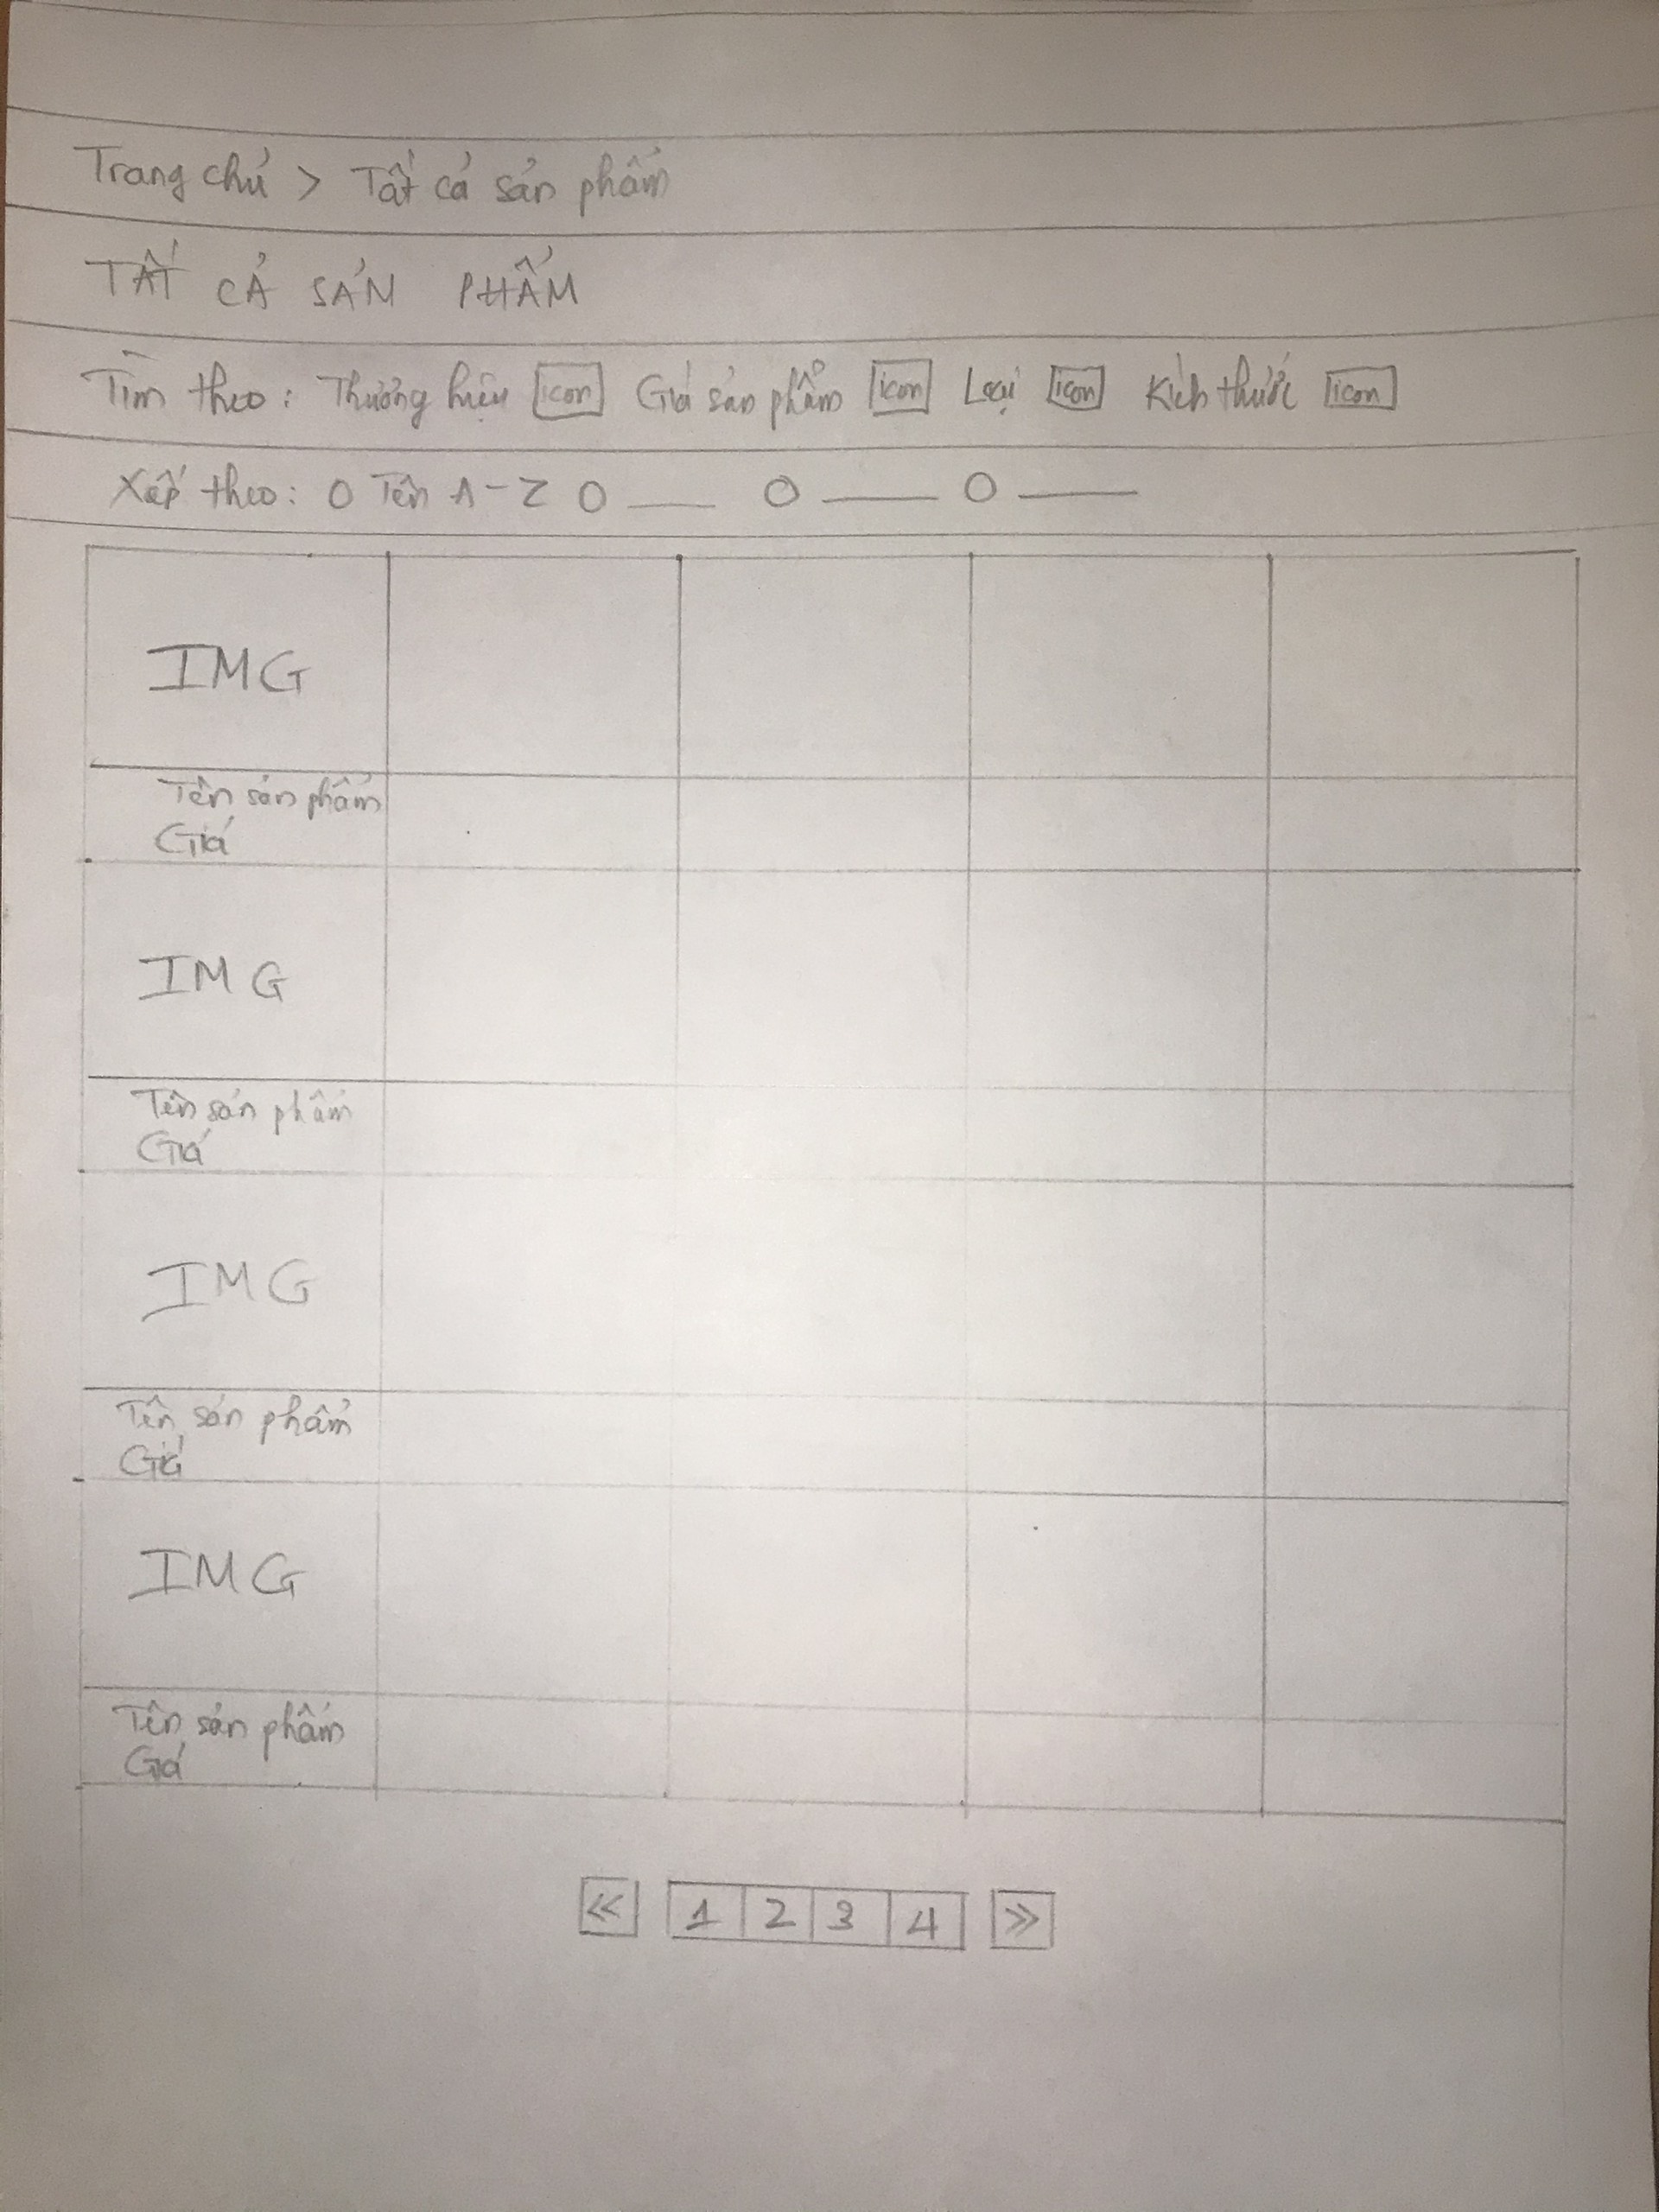 Trang chủ > Tất cả sản phẩm
TẤT CẢ SẢN PHẨM
Tìm theo: Thương hiệu icon Giá sản phẩm icon Loại icon Kích thước icon
Xếp theo: O Tên A-Z O ___ O ___ O ___
IMG
Tên sản phẩm
Giá
IMG
Tên sản phẩm
Giá
IMG
Tên sản phẩm
Giá
IMG
Tên sản phẩm
Giá
<< 1 2 3 4 >>